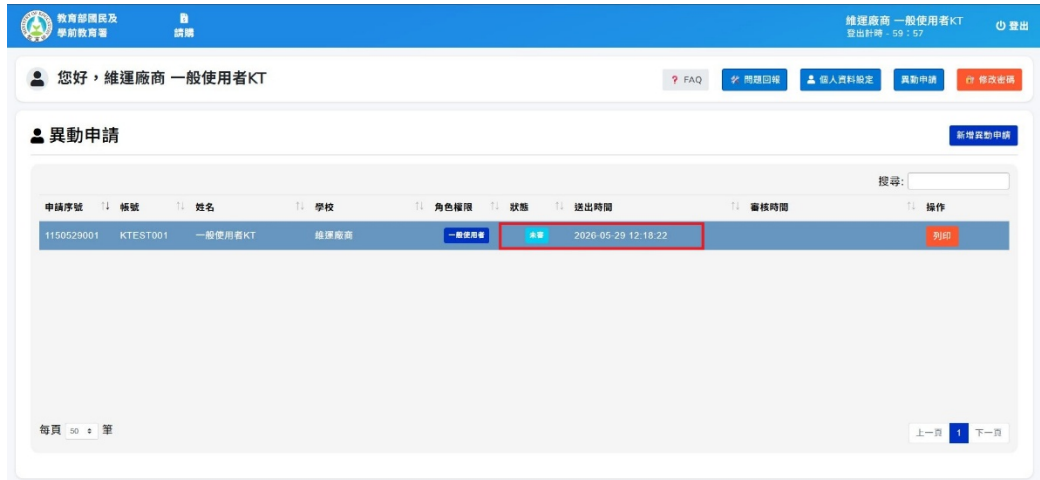 教育部國民及
學前教育署
請購
維運廠商 一般使用者KT
登出計時 - 59：57
登出
您好，維運廠商 一般使用者KT
? FAQ
問題回報
個人資料設定
異動申請
修改密碼
異動申請
新增異動申請
搜尋:
申請序號 帳號 姓名 學校 角色權限 狀態 送出時間 審核時間 操作
1150529001 KTEST001 一般使用者KT 維運廠商 一般使用者 未審 2026-05-29 12:18:22 列印
每頁 50 筆
上一頁 1 下一頁